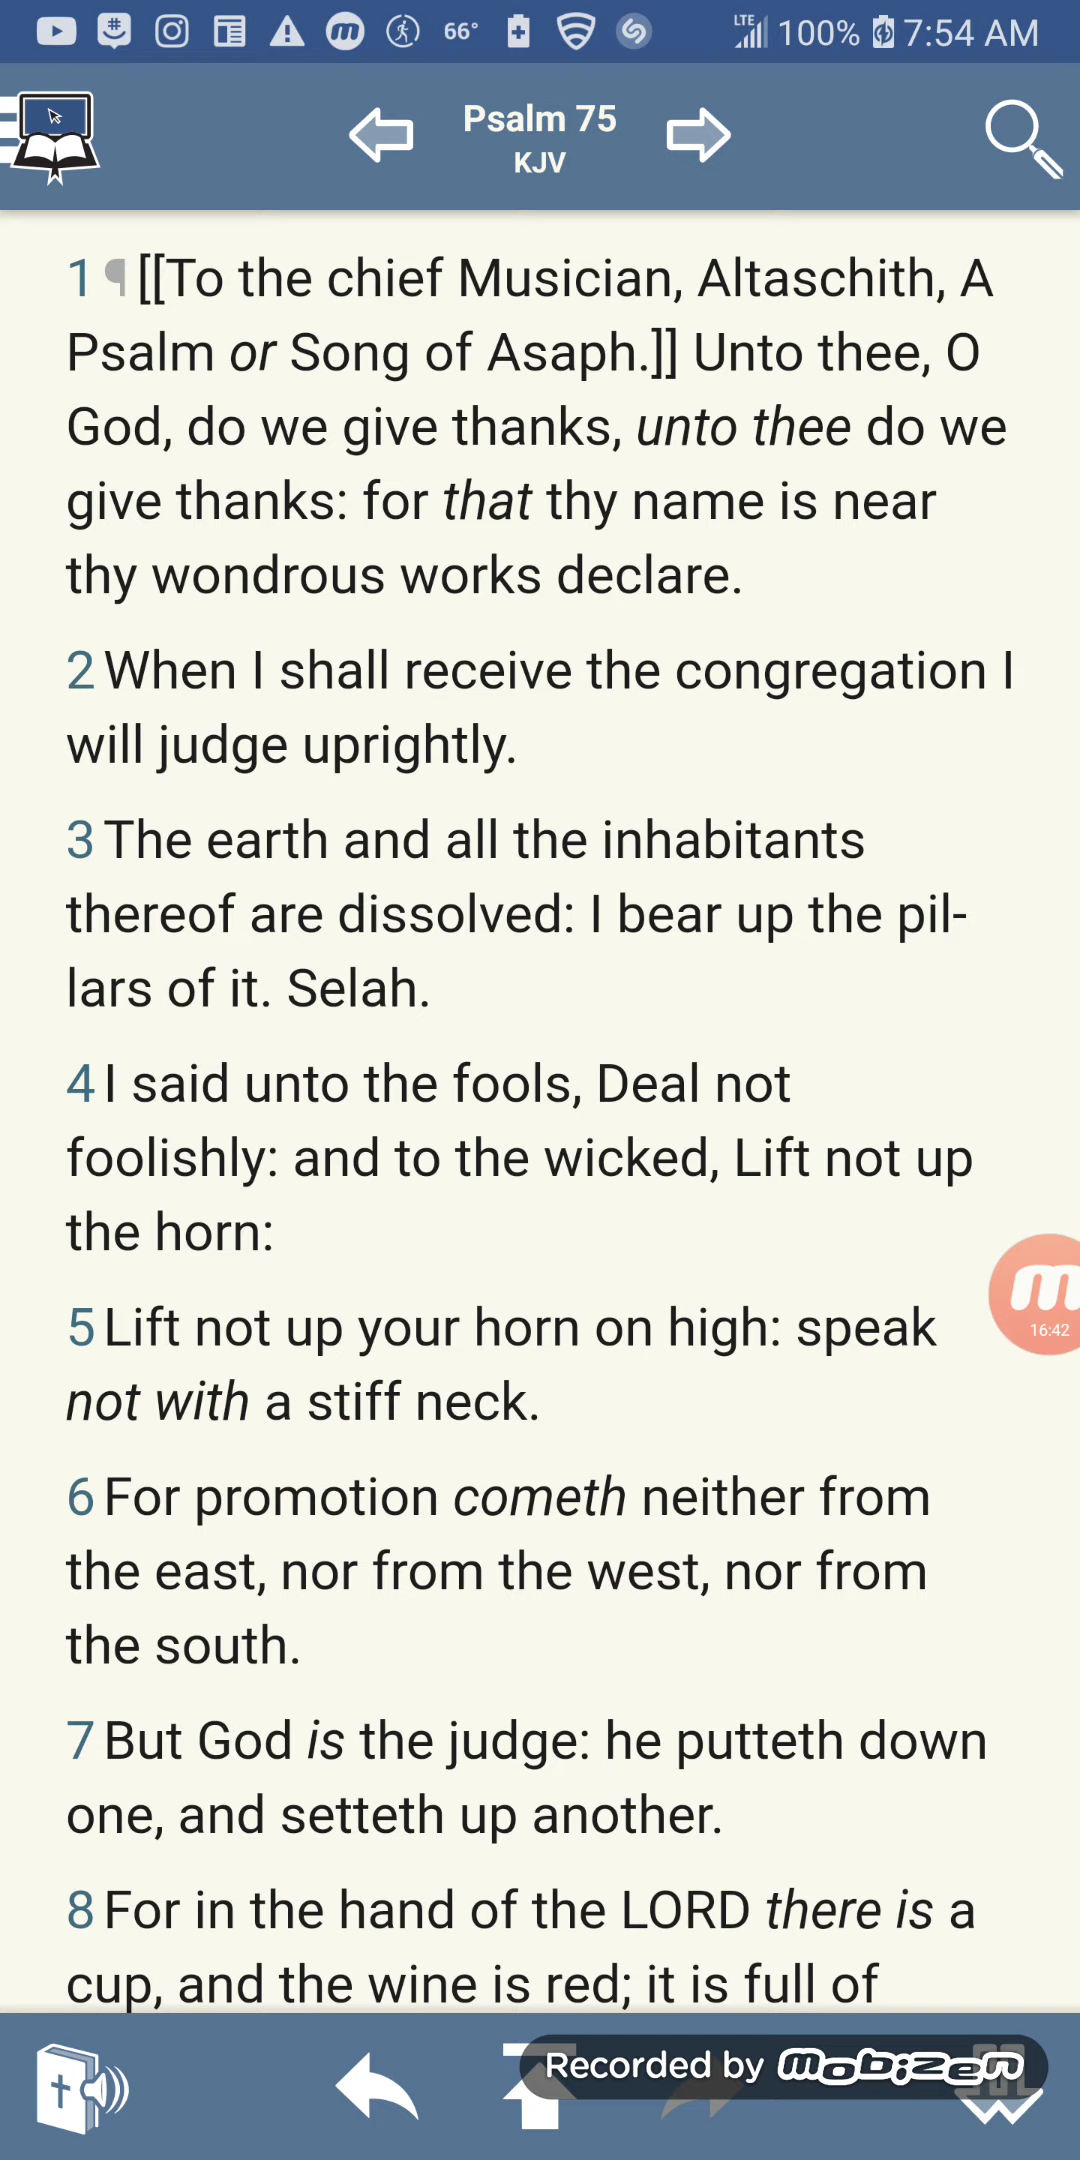 66° LTE 100% 7:54 AM
Psalm 75
KJV
1 ¶ [[To the chief Musician, Altaschith, A
Psalm or Song of Asaph.]] Unto thee, O
God, do we give thanks, unto thee do we
give thanks: for that thy name is near
thy wondrous works declare.
2 When I shall receive the congregation I
will judge uprightly.
3 The earth and all the inhabitants
thereof are dissolved: I bear up the pil-
lars of it. Selah.
4 I said unto the fools, Deal not
foolishly: and to the wicked, Lift not up
the horn:
m
16:42
5 Lift not up your horn on high: speak
not with a stiff neck.
6 For promotion cometh neither from
the east, nor from the west, nor from
the south.
7 But God is the judge: he putteth down
one, and setteth up another.
8 For in the hand of the LORD there is a
cup, and the wine is red; it is full of
Recorded by mobizen